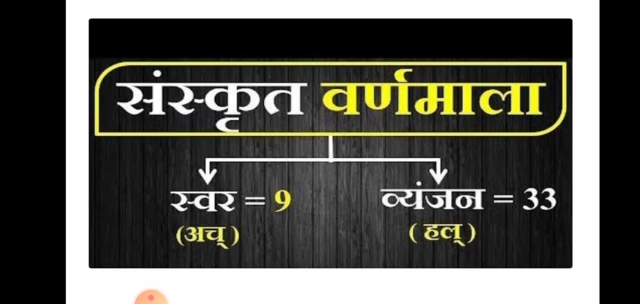 संस्कृत वर्णमाला
स्वर = 9
(अच्)
व्यंजन = 33
(हल्)